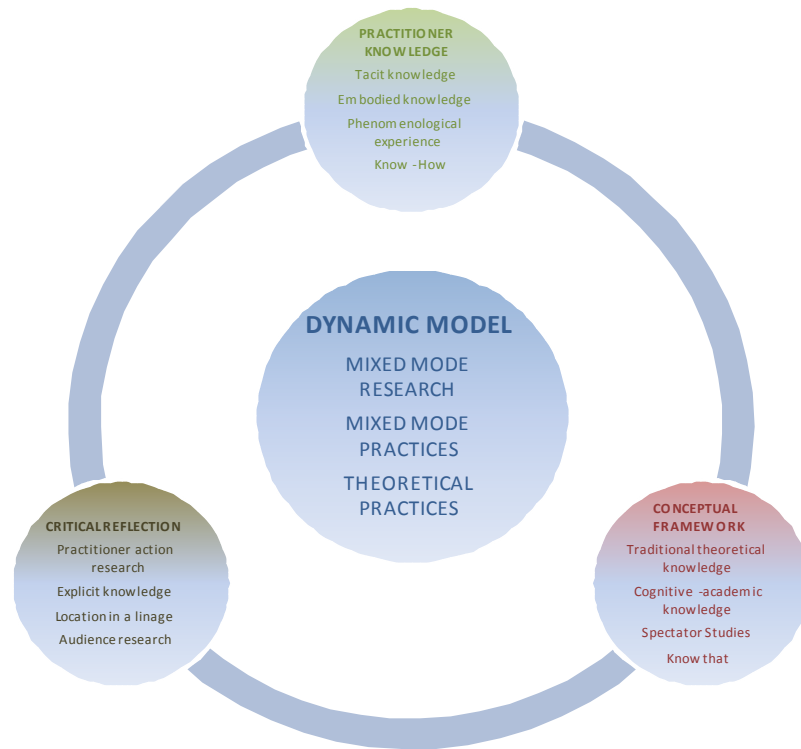 PRACTITIONER
KNOWLEDGE
Tacit knowledge
Embodied knowledge
Phenomenological
experience
Know - How
DYNAMIC MODEL
MIXED MODE
RESEARCH
MIXED MODE
PRACTICES
THEORETICAL
PRACTICES
CRITICAL REFLECTION
Practitioner action
research
Explicit knowledge
Location in a linage
Audience research
CONCEPTUAL
FRAMEWORK
Traditional theoretical
knowledge
Cognitive -academic
knowledge
Spectator Studies
Know that